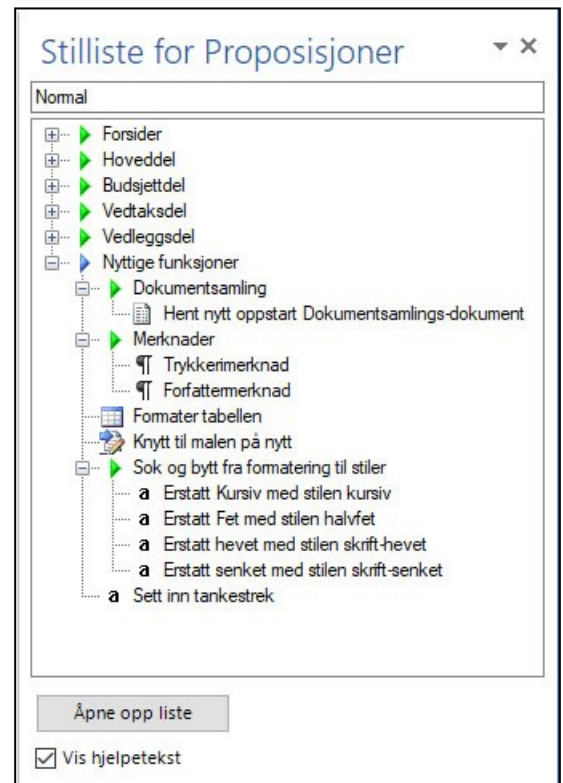 Stilliste for Proposisjoner
Normal
Forsider
Hoveddel
Budsjettdel
Vedtaksdel
Vedleggsdel
Nyttige funksjoner
Dokumentsamling
Hent nytt oppstart Dokumentsamlings-dokument
Merknader
¶ Trykkerimerknad
¶ Forfattermerknad
Formater tabellen
Knytt til malen på nytt
Sok og bytt fra formatering til stiler
a Erstatt Kursiv med stilen kursiv
a Erstatt Fet med stilen halvfet
a Erstatt hevet med stilen skrift-hevet
a Erstatt senket med stilen skrift-senket
a Sett inn tankestrek
Åpne opp liste
Vis hjelpetekst